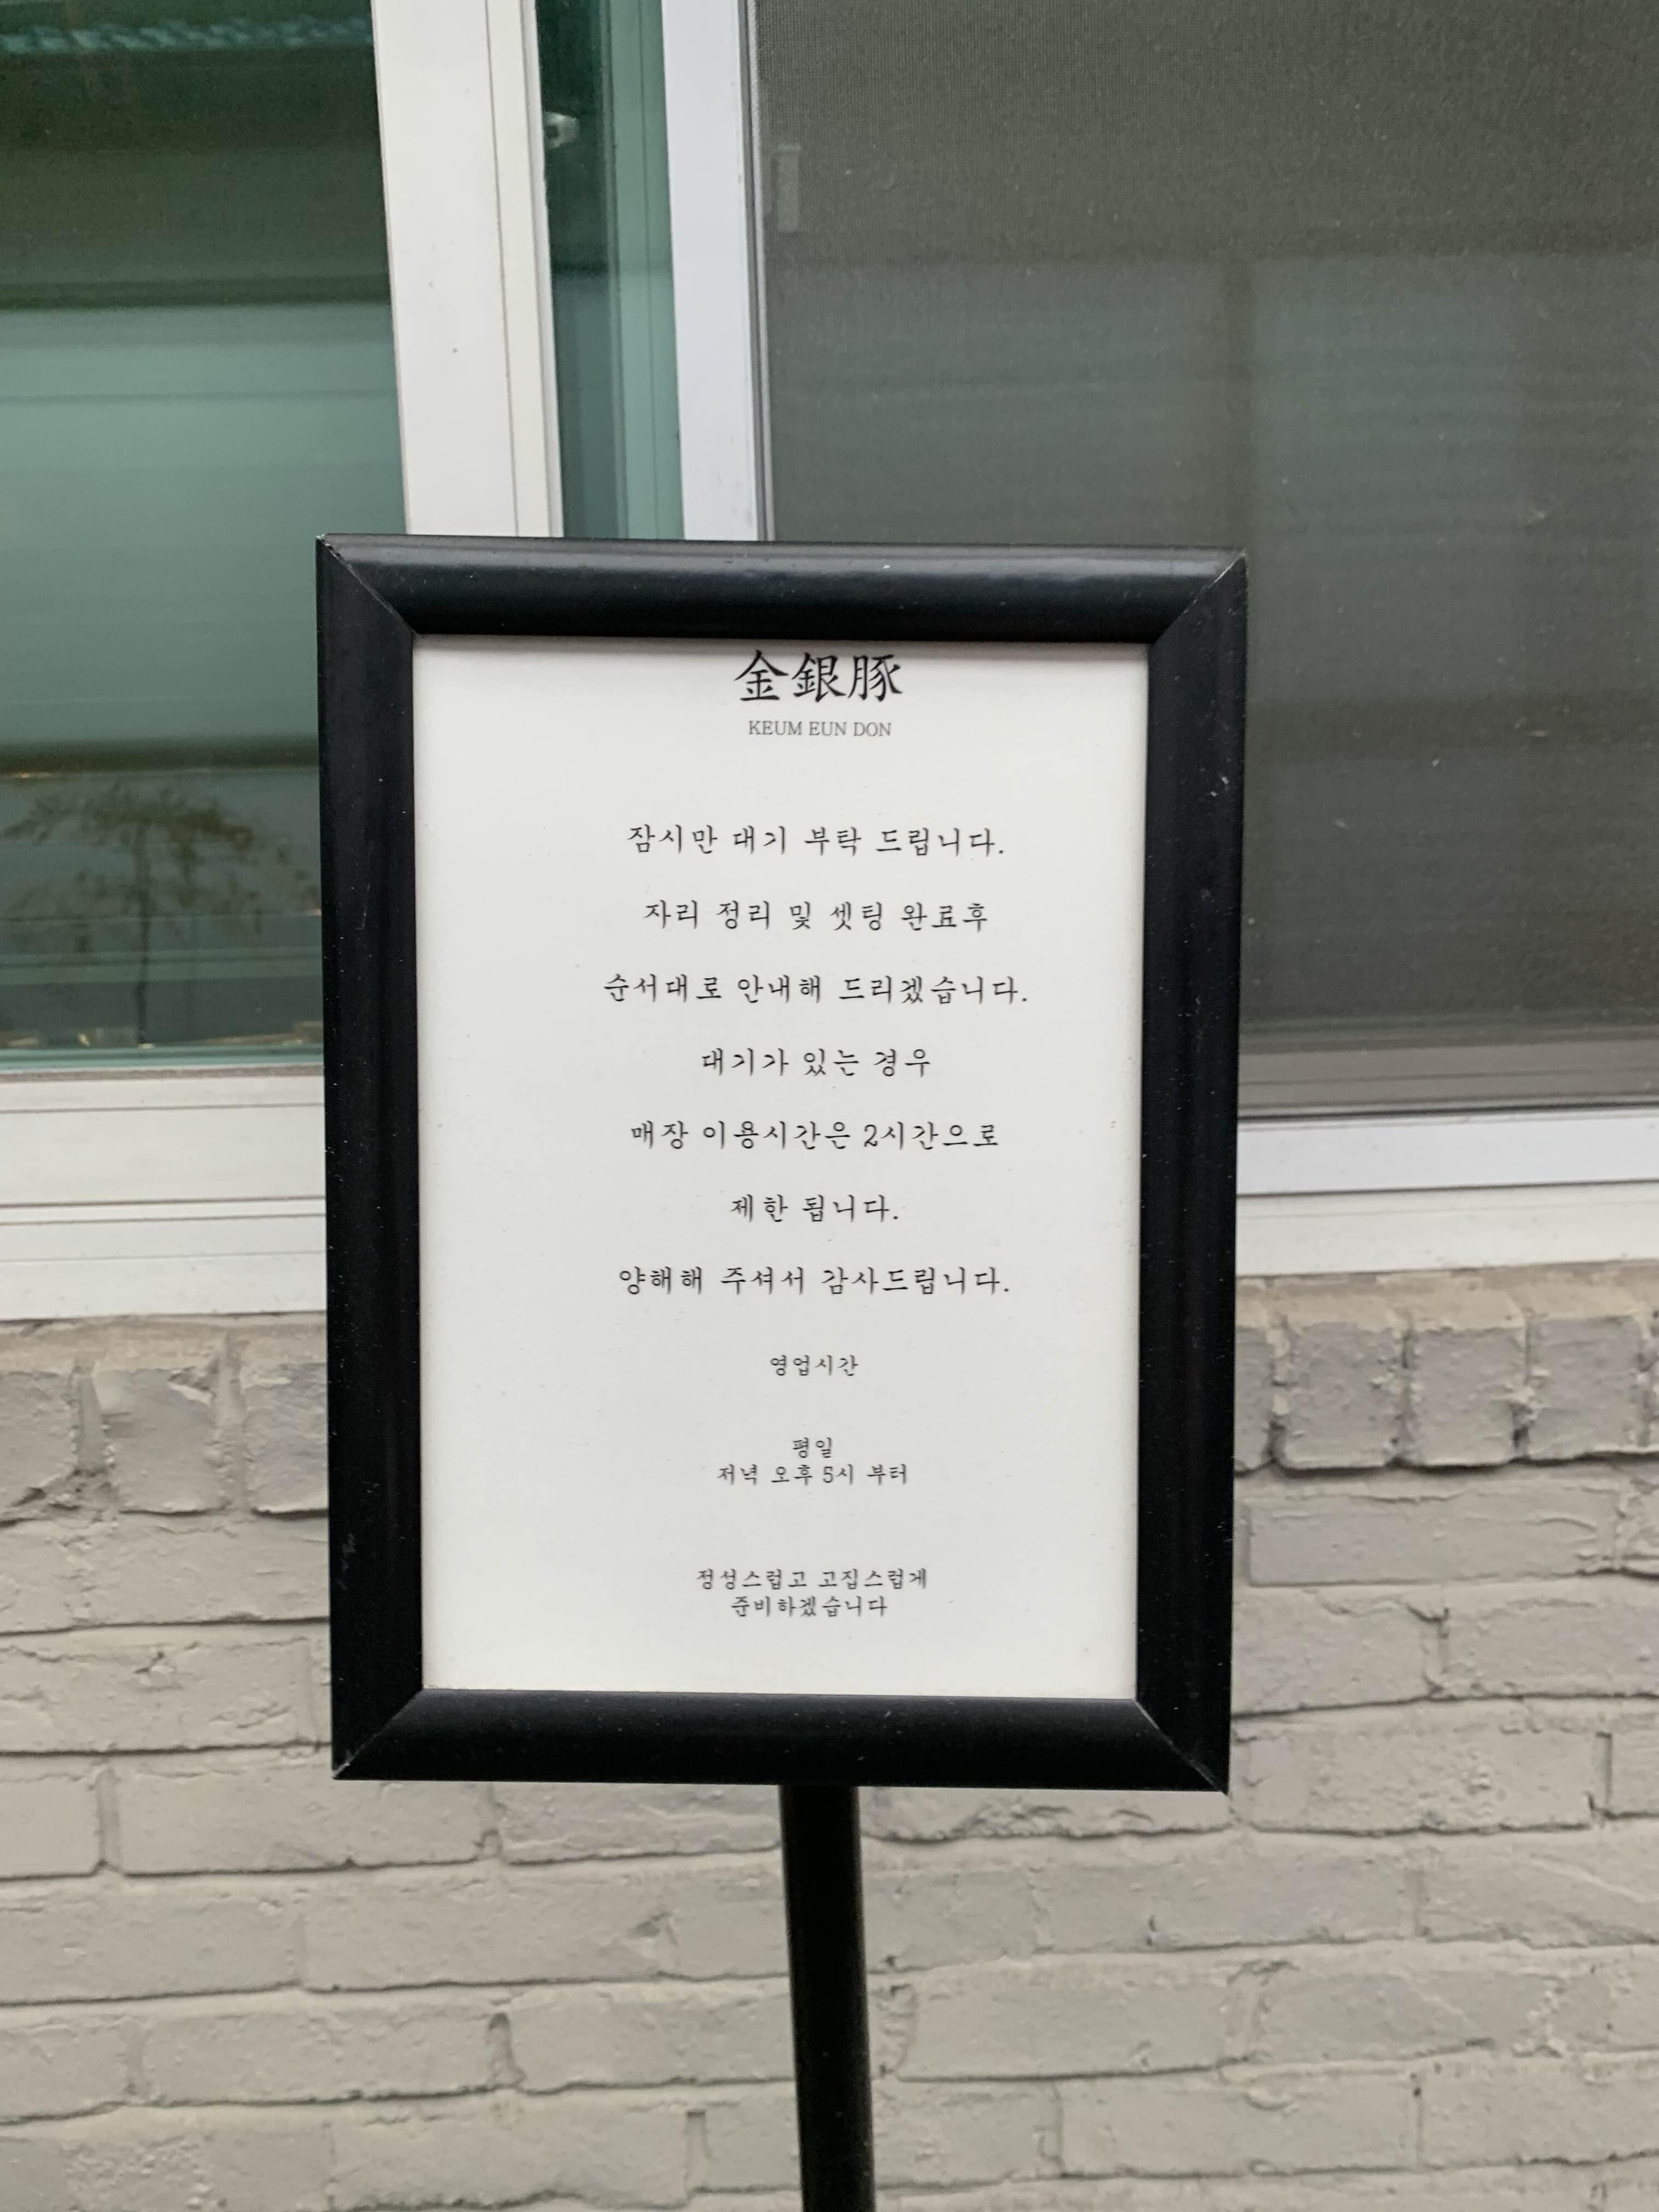 金銀豚
KEUM EUN DON
잠시만 대기 부탁 드립니다.
자리 정리 및 셋팅 완료후
순서대로 안내해 드리겠습니다.
대기가 있는 경우
매장 이용시간은 2시간으로
제한 됩니다.
양해해 주셔서 감사드립니다.
영업시간
평일
저녁 오후 5시 부터
정성스럽고 고집스럽게
준비하겠습니다